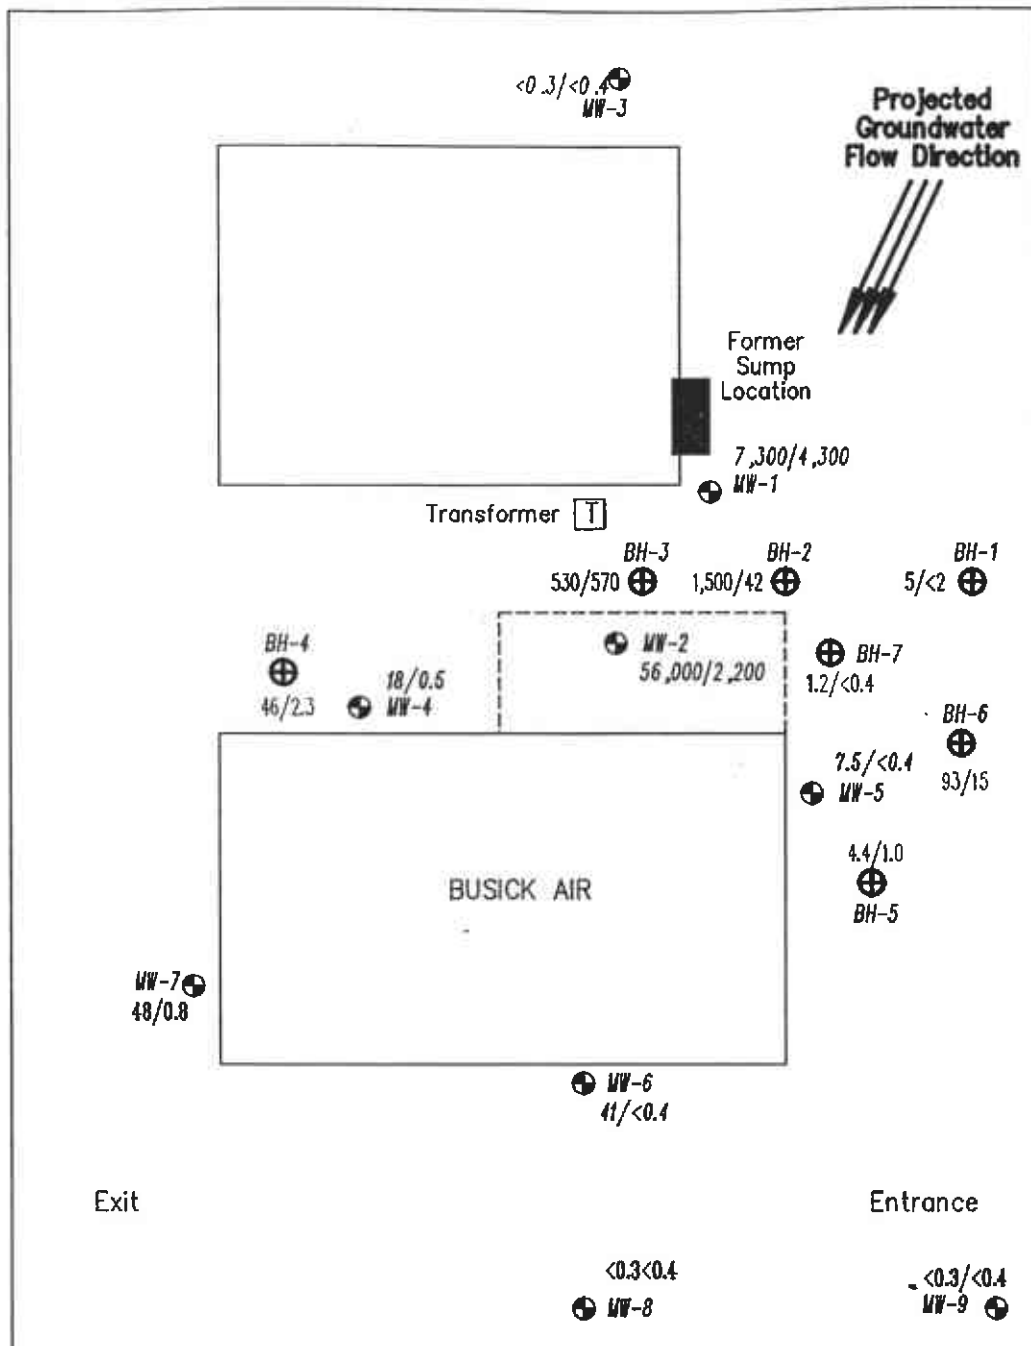 <0.3/<0.4
MW-3
Projected
Groundwater
Flow Direction
Former
Sump
Location
7,300/4,300
MW-1
Transformer T
BH-3
530/570
BH-2
1,500/42
BH-1
5/<2
BH-4
46/2.3
18/0.5
MW-4
MW-2
56,000/2,200
BH-7
1.2/<0.4
BH-6
93/15
7.5/<0.4
MW-5
4.4/1.0
BH-5
BUSICK AIR
MW-7
48/0.8
MW-6
41/<0.4
Exit
Entrance
<0.3<0.4
MW-8
<0.3/<0.4
MW-9